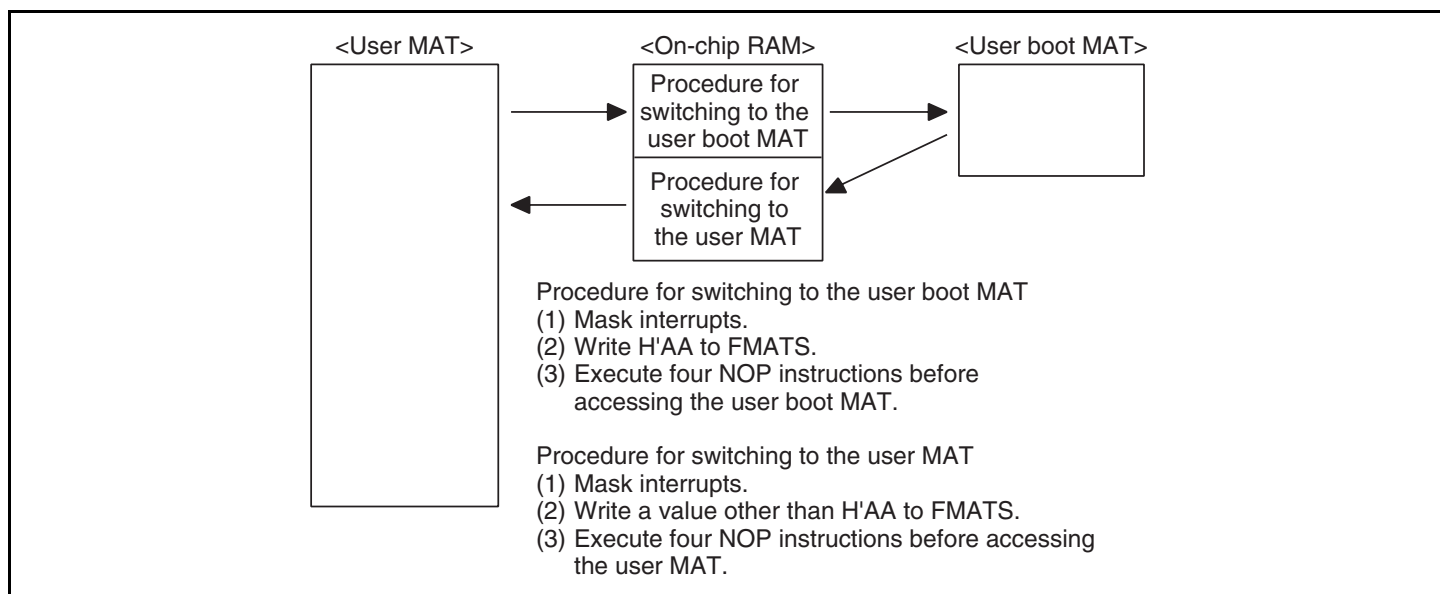 <User MAT>
<On-chip RAM>
<User boot MAT>
Procedure for
switching to the
user boot MAT
Procedure for
switching to
the user MAT
Procedure for switching to the user boot MAT
(1) Mask interrupts.
(2) Write H'AA to FMATS.
(3) Execute four NOP instructions before
accessing the user boot MAT.
Procedure for switching to the user MAT
(1) Mask interrupts.
(2) Write a value other than H'AA to FMATS.
(3) Execute four NOP instructions before accessing
the user MAT.